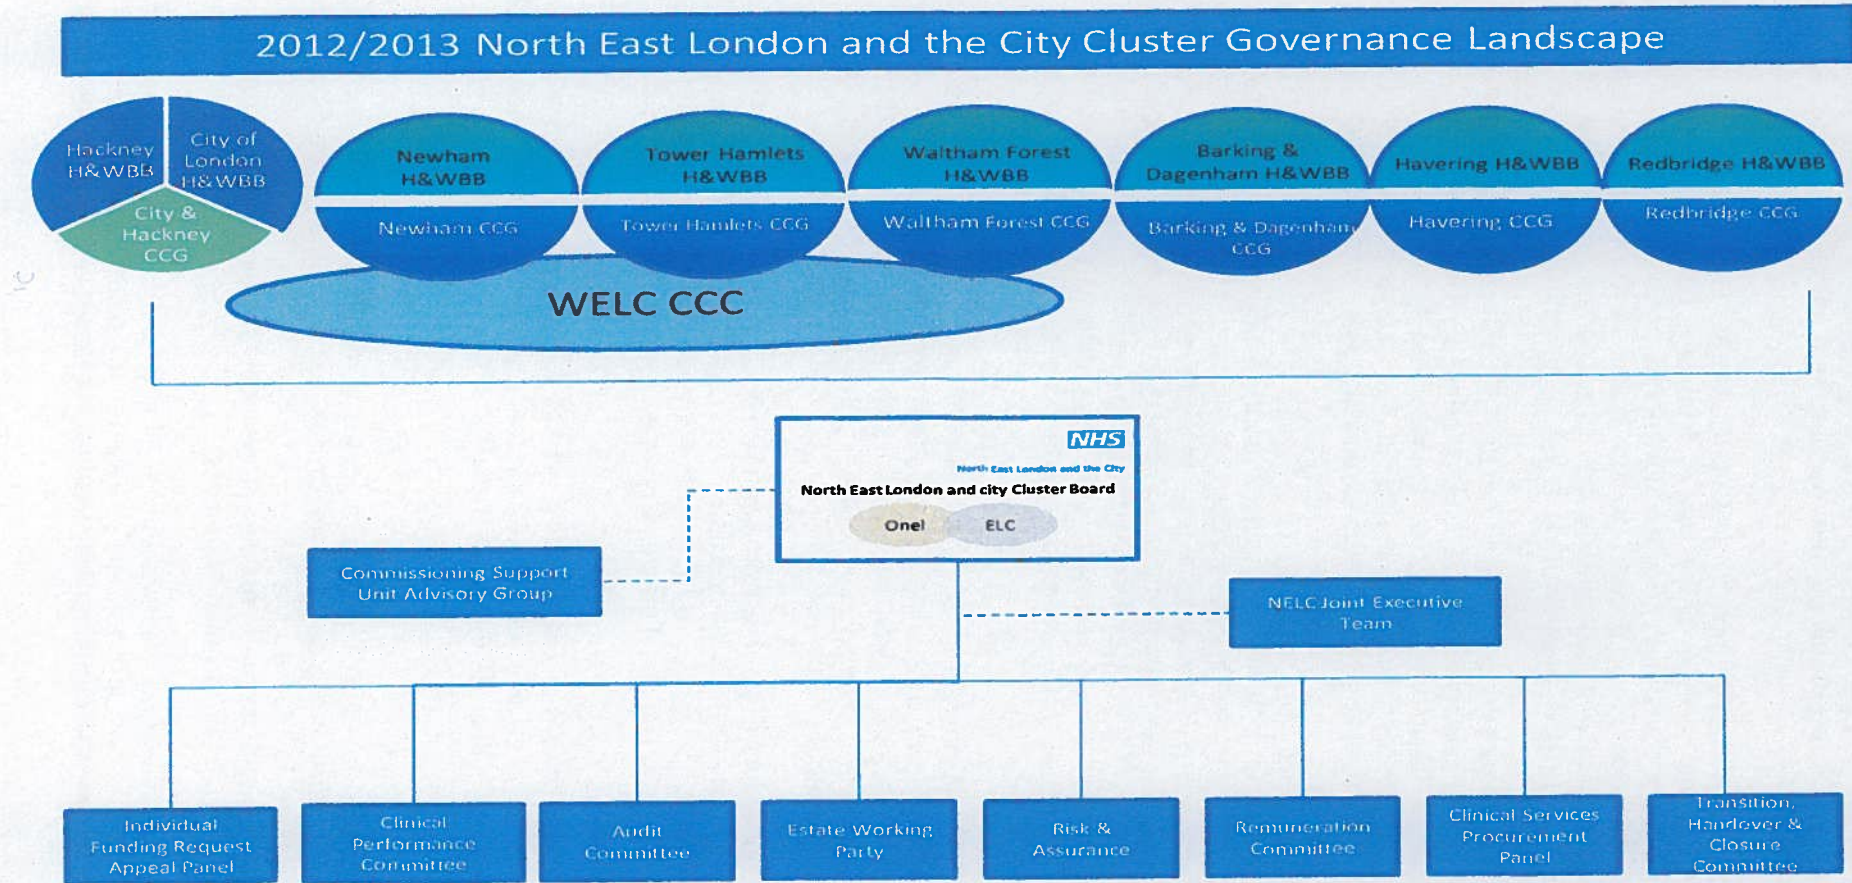 2012/2013 North East London and the City Cluster Governance Landscape
Hackney
H&WBB
City of
London
H&WBB
City &
Hackney
CCG
Newham
H&WBB
Newham CCG
Tower Hamlets
H&WBB
Tower Hamlets CCG
Waltham Forest
H&WBB
Waltham Forest CCG
Barking &
Dagenham H&WBB
Barking & Dagenham
CCG
Havering H&WBB
Havering CCG
Redbridge H&WBB
Redbridge CCG
WELC CCC
NHS
North East London and the City
North East London and city Cluster Board
Onel
ELC
Commissioning Support
Unit Advisory Group
NELC Joint Executive
Team
Individual
Funding Request
Appeal Panel
Clinical
Performance
Committee
Audit
Committee
Estate Working
Party
Risk &
Assurance
Remuneration
Committee
Clinical Services
Procurement
Panel
Transition,
Handover &
Closure
Committee